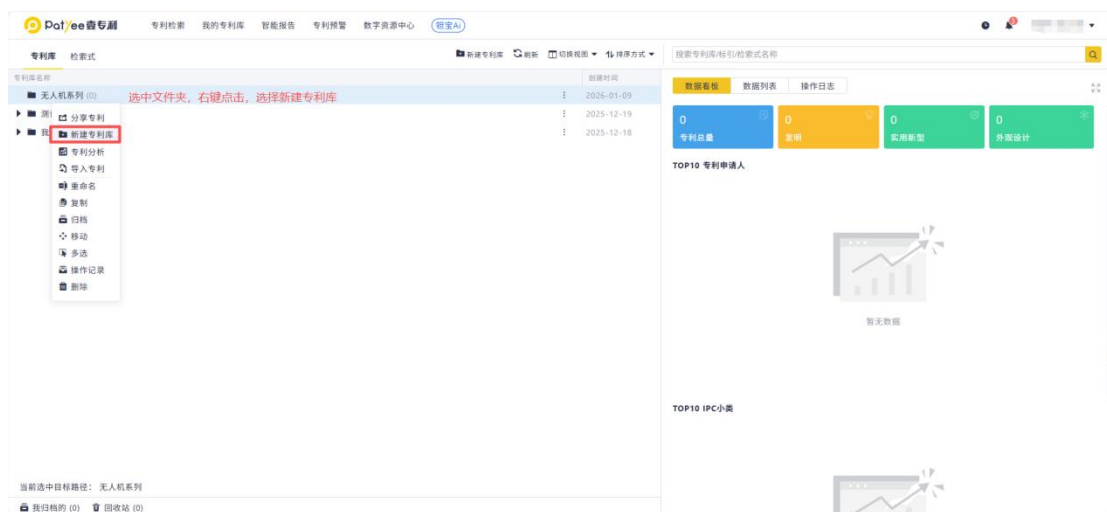 Patyee壹专利 专利检索 我的专利库 智能报告 专利预警 数字资源中心 钽宝Ai 3
专利库 检索式 新建专利库 刷新 切换视图 排序方式 搜索专利库/标引/检索式名称
专利库名称 创建时间
无人机系列 (0) 选中文件夹，右键点击，选择新建专利库 2026-01-09
2025-12-19
我 2025-12-18
分享专利
新建专利库
专利分析
导入专利
重命名
复制
归档
移动
多选
操作记录
删除
数据看板 数据列表 操作日志
0 0 0 0
专利总量 发明 实用新型 外观设计
TOP10 专利申请人
暂无数据
TOP10 IPC小类
当前选中目标路径： 无人机系列
我归档的 (0) 回收站 (0)